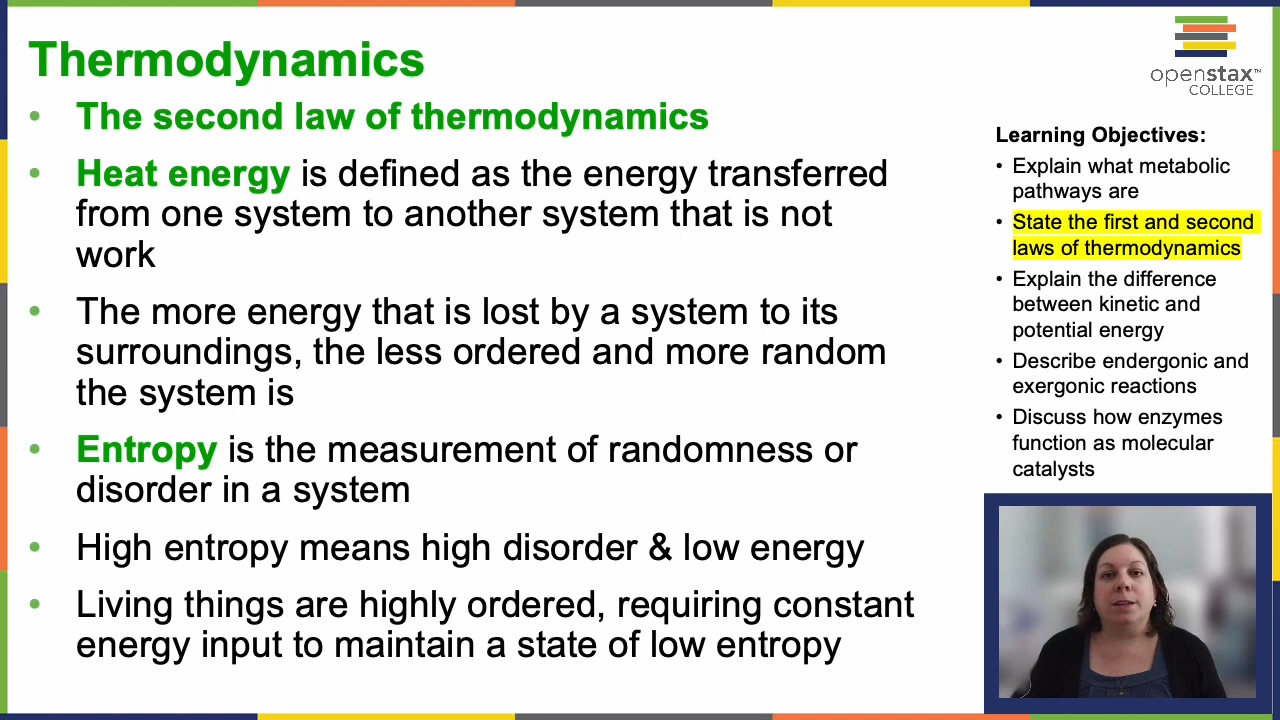 Thermodynamics
• The second law of thermodynamics
• Heat energy is defined as the energy transferred
from one system to another system that is not
work
• The more energy that is lost by a system to its
surroundings, the less ordered and more random
the system is
• Entropy is the measurement of randomness or
disorder in a system
• High entropy means high disorder & low energy
• Living things are highly ordered, requiring constant
energy input to maintain a state of low entropy
openstax™
COLLEGE
Learning Objectives:
• Explain what metabolic
pathways are
• State the first and second
laws of thermodynamics
• Explain the difference
between kinetic and
potential energy
• Describe endergonic and
exergonic reactions
• Discuss how enzymes
function as molecular
catalysts